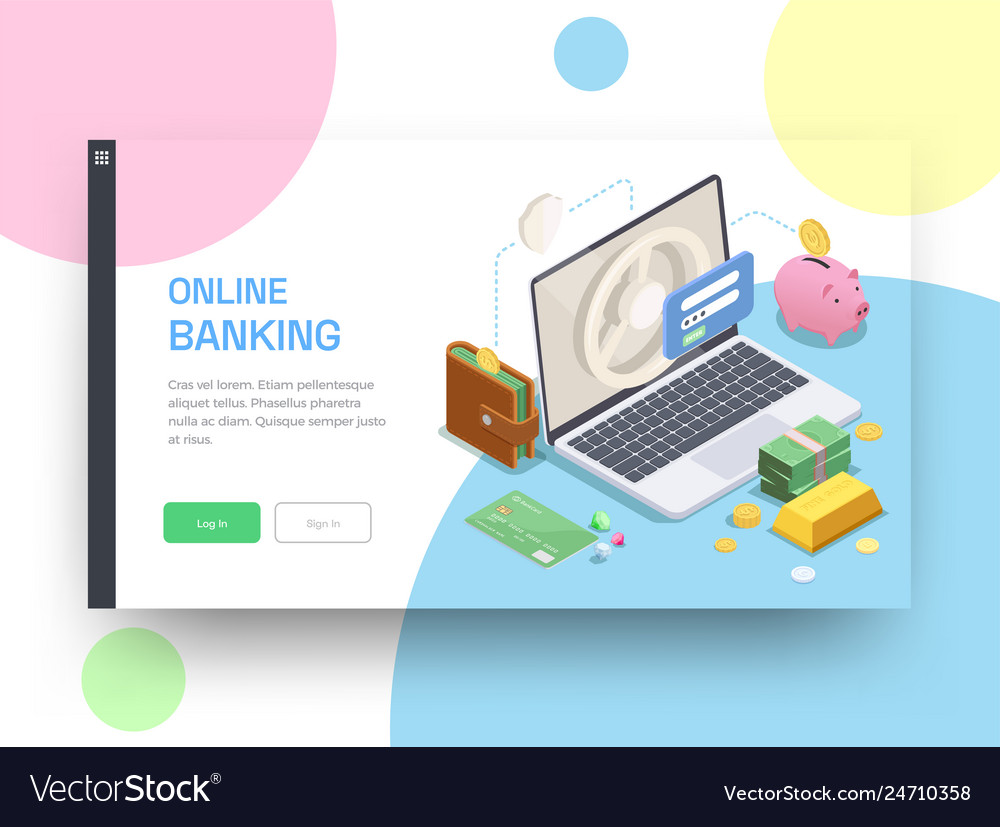 ONLINE
BANKING
Cras vel lorem. Etiam pellentesque
aliquet tellus. Phasellus pharetra
nulla ac diam. Quisque semper justo
at risus.
Log In
Sign In
ENTER
VectorStock®
VectorStock.com/24710358